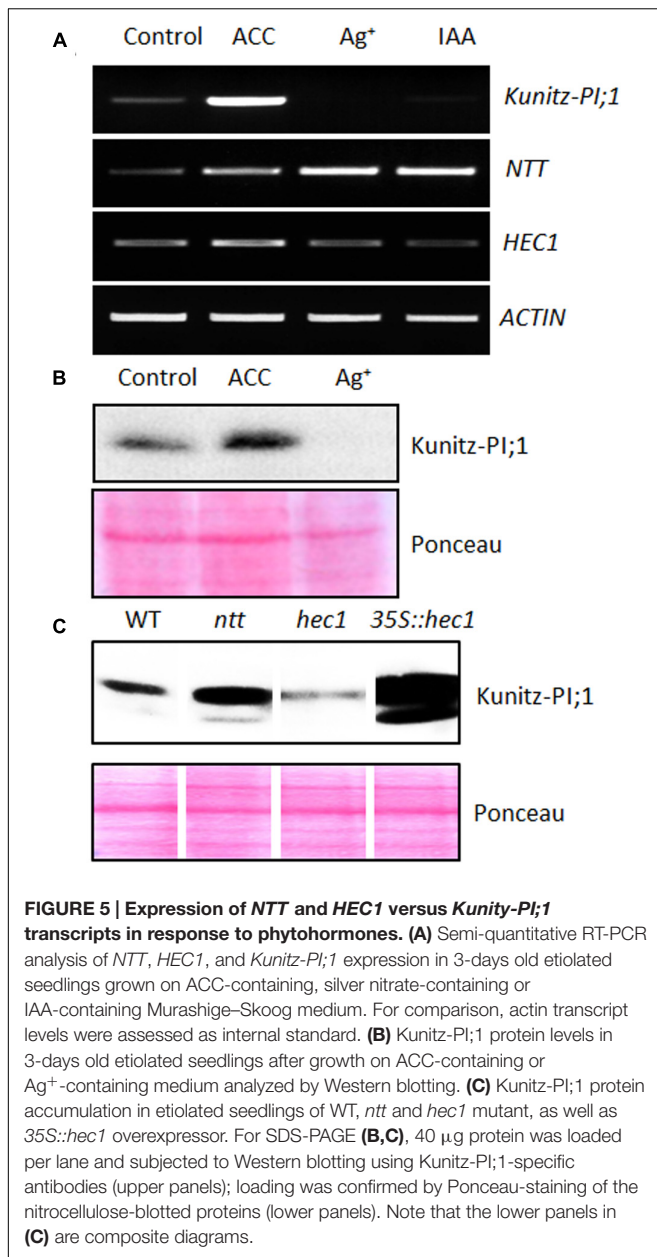 A
Control ACC Ag⁺ IAA
Kunitz-PI;1
NTT
HEC1
ACTIN
B
Control ACC Ag⁺
Kunitz-PI;1
Ponceau
C
WT ntt hec1 35S::hec1
Kunitz-PI;1
Ponceau
FIGURE 5 | Expression of NTT and HEC1 versus Kunity-PI;1
transcripts in response to phytohormones. (A) Semi-quantitative RT-PCR
analysis of NTT, HEC1, and Kunitz-PI;1 expression in 3-days old etiolated
seedlings grown on ACC-containing, silver nitrate-containing or
IAA-containing Murashige–Skoog medium. For comparison, actin transcript
levels were assessed as internal standard. (B) Kunitz-PI;1 protein levels in
3-days old etiolated seedlings after growth on ACC-containing or
Ag⁺-containing medium analyzed by Western blotting. (C) Kunitz-PI;1 protein
accumulation in etiolated seedlings of WT, ntt and hec1 mutant, as well as
35S::hec1 overexpressor. For SDS-PAGE (B,C), 40 μg protein was loaded
per lane and subjected to Western blotting using Kunitz-PI;1-specific
antibodies (upper panels); loading was confirmed by Ponceau-staining of the
nitrocellulose-blotted proteins (lower panels). Note that the lower panels in
(C) are composite diagrams.